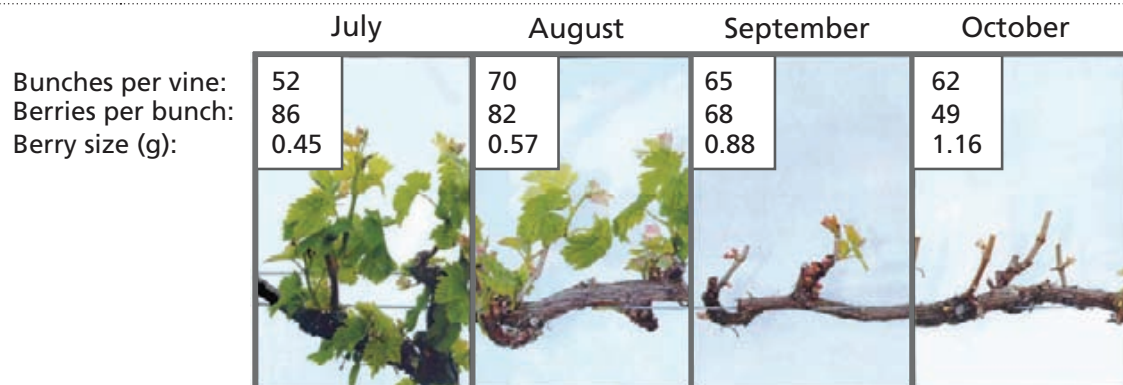 July August September October
Bunches per vine: 52 70 65 62
Berries per bunch: 86 82 68 49
Berry size (g): 0.45 0.57 0.88 1.16